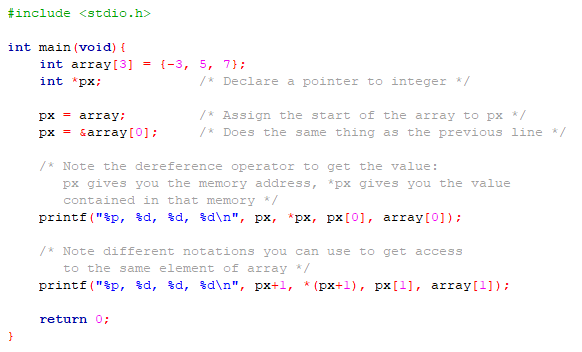 #include <stdio.h>
int main(void){
int array[3] = {-3, 5, 7};
int *px; /* Declare a pointer to integer */
px = array; /* Assign the start of the array to px */
px = &array[0]; /* Does the same thing as the previous line */
/* Note the dereference operator to get the value:
px gives you the memory address, *px gives you the value
contained in that memory */
printf("%p, %d, %d, %d\n", px, *px, px[0], array[0]);
/* Note different notations you can use to get access
to the same element of array */
printf("%p, %d, %d, %d\n", px+1, *(px+1), px[1], array[1]);
return 0;
}